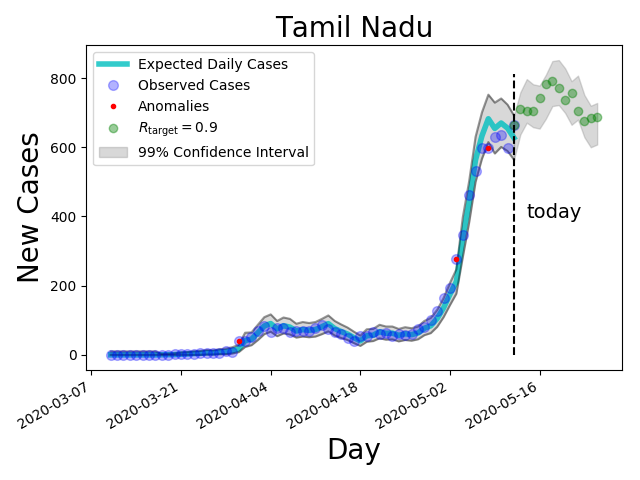 Tamil Nadu
Expected Daily Cases
Observed Cases
Anomalies
R_target = 0.9
99% Confidence Interval
New Cases
800
600
400
200
0
today
2020-03-07
2020-03-21
2020-04-04
2020-04-18
2020-05-02
2020-05-16
Day